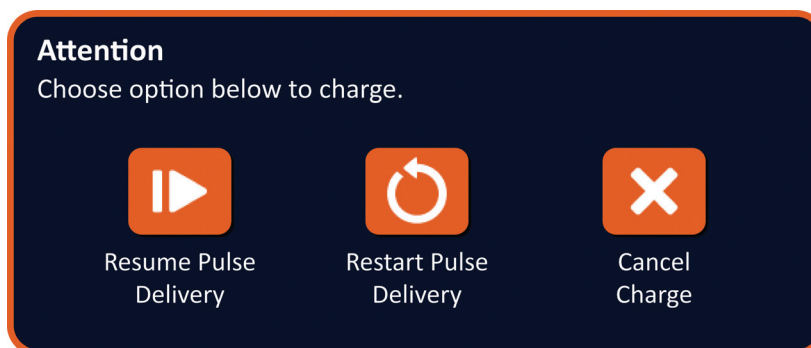 Attention
Choose option below to charge.
Resume Pulse
Delivery
Restart Pulse
Delivery
Cancel
Charge